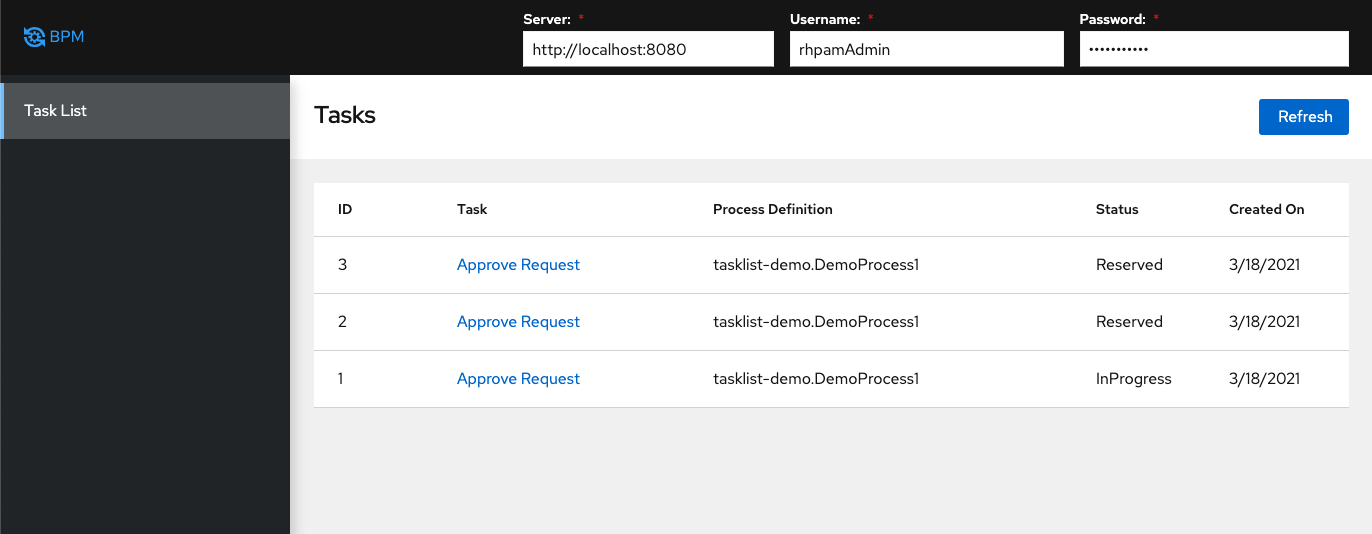 BPM
Server: *
Username: *
Password: *
http://localhost:8080
rhpamAdmin
•••••••••••
Task List
Tasks
Refresh
ID Task Process Definition Status Created On
3 Approve Request tasklist-demo.DemoProcess1 Reserved 3/18/2021
2 Approve Request tasklist-demo.DemoProcess1 Reserved 3/18/2021
1 Approve Request tasklist-demo.DemoProcess1 InProgress 3/18/2021